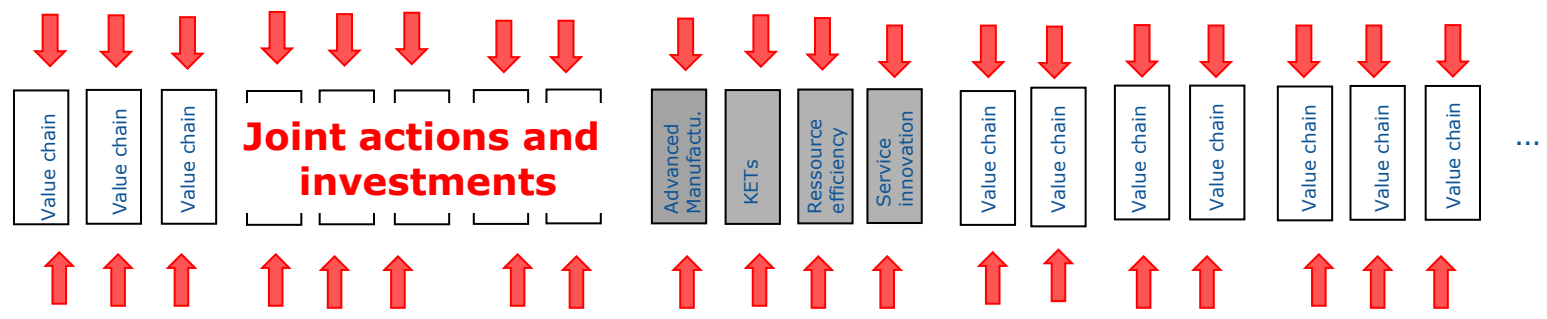 Value chain
Value chain
Value chain
Joint actions and
investments
Advanced
Manufactu.
KETs
Ressource
efficiency
Service
innovation
Value chain
Value chain
Value chain
Value chain
Value chain
Value chain
Value chain
...